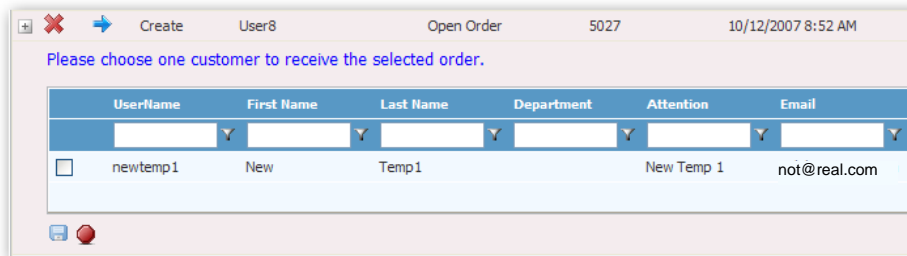 Create User8 Open Order 5027 10/12/2007 8:52 AM
Please choose one customer to receive the selected order.
UserName First Name Last Name Department Attention Email
newtemp1 New Temp1 New Temp 1 not@real.com